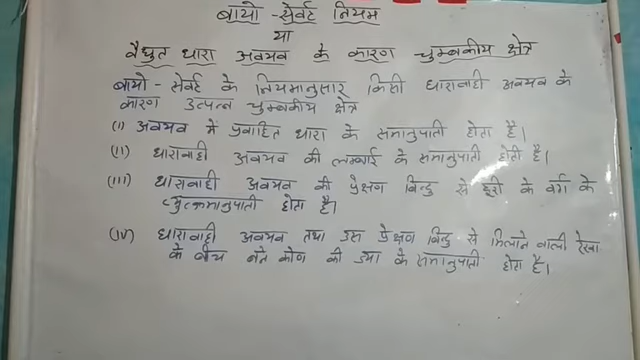 बायो-सेवर्ट नियम
या
वैधुत धारा अवयव के कारण चुम्बकीय क्षेत्र
बायो-सेवर्ट के नियमानुसार किसी धारावाही अवयव के
कारण उत्पन्न चुम्बकीय क्षेत्र
(i) अवयव में प्रवाहित धारा के समानुपाती होता है।
(ii) धारावाही अवयव की लम्बाई के समानुपाती होती है।
(iii) धारावाही अवयव की प्रेक्षण बिन्दु से दूरी के वर्ग के
व्युत्क्रमानुपाती होता है।
(iv) धारावाही अवयव तथा उस प्रेक्षण बिन्दु से मिलाने वाली रेखा
के बीच बने कोण की ज्या के समानुपाती होता है।